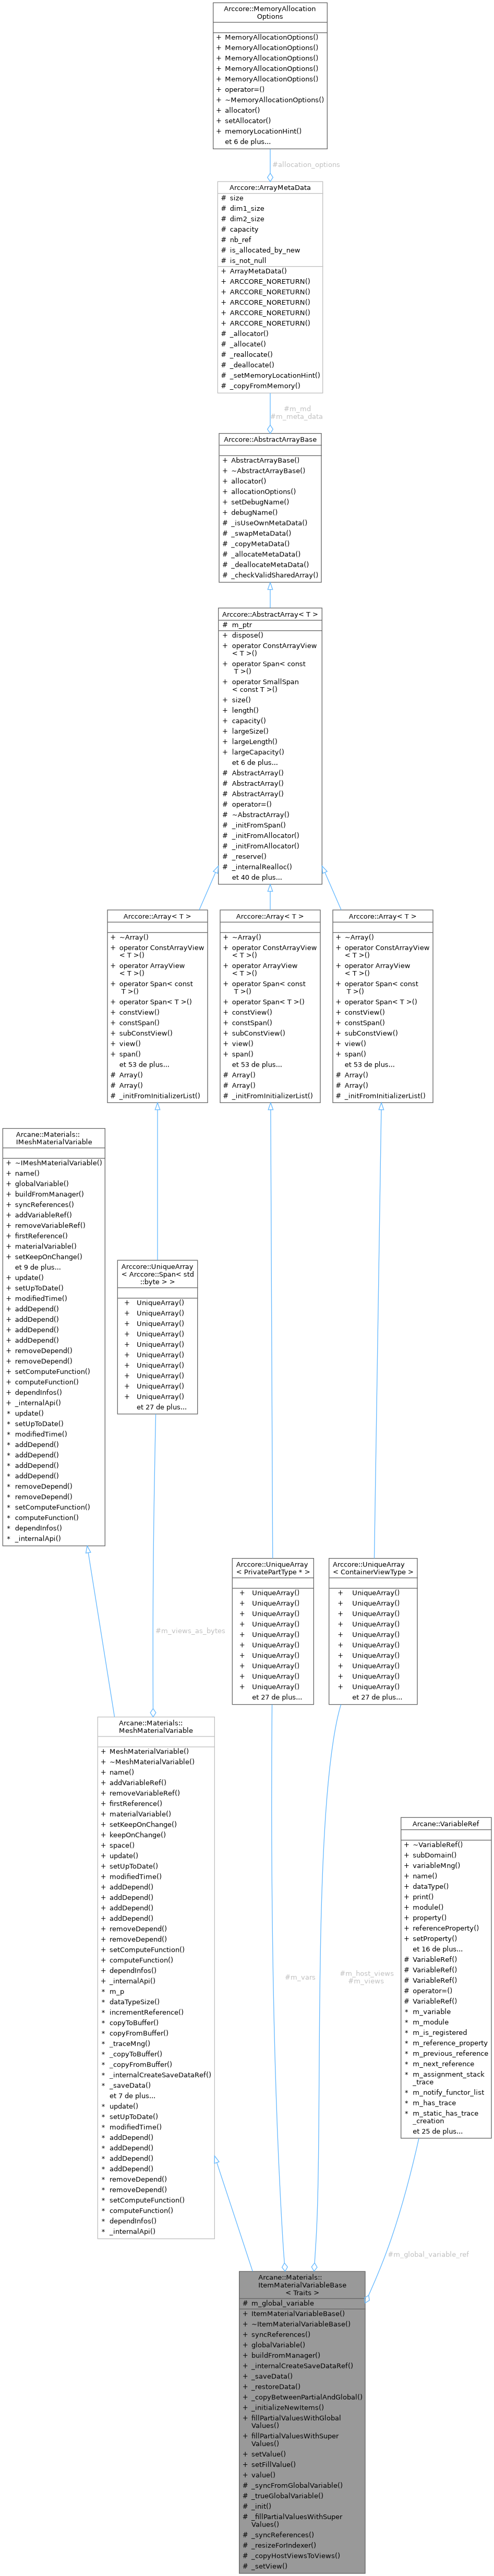 Arccore::MemoryAllocation
Options
+ MemoryAllocationOptions()
+ MemoryAllocationOptions()
+ MemoryAllocationOptions()
+ MemoryAllocationOptions()
+ MemoryAllocationOptions()
+ operator=()
+ ~MemoryAllocationOptions()
+ allocator()
+ setAllocator()
+ memoryLocationHint()
et 6 de plus...
#allocation_options
Arccore::ArrayMetaData
# size
# dim1_size
# dim2_size
# capacity
# nb_ref
# is_allocated_by_new
# is_not_null
+ ArrayMetaData()
+ ARCCORE_NORETURN()
+ ARCCORE_NORETURN()
+ ARCCORE_NORETURN()
+ ARCCORE_NORETURN()
+ ARCCORE_NORETURN()
# _allocator()
# _allocate()
# _reallocate()
# _deallocate()
# _setMemoryLocationHint()
# _copyFromMemory()
#m_md
#m_meta_data
Arccore::AbstractArrayBase
+ AbstractArrayBase()
+ ~AbstractArrayBase()
+ allocator()
+ allocationOptions()
+ setDebugName()
+ debugName()
# _isUseOwnMetaData()
# _swapMetaData()
# _copyMetaData()
# _allocateMetaData()
# _deallocateMetaData()
# _checkValidSharedArray()
Arccore::AbstractArray< T >
# m_ptr
+ dispose()
+ operator ConstArrayView
< T >()
+ operator Span< const
T >()
+ operator SmallSpan
< const T >()
+ size()
+ length()
+ capacity()
+ largeSize()
+ largeLength()
+ largeCapacity()
et 6 de plus...
# AbstractArray()
# AbstractArray()
# AbstractArray()
# operator=()
# ~AbstractArray()
# _initFromSpan()
# _initFromAllocator()
# _initFromAllocator()
# _reserve()
# _internalRealloc()
et 40 de plus...
Arccore::Array< T >
+ ~Array()
+ operator ConstArrayView
< T >()
+ operator ArrayView
< T >()
+ operator Span< const
T >()
+ operator Span< T >()
+ constView()
+ constSpan()
+ subConstView()
+ view()
+ span()
et 53 de plus...
# Array()
# Array()
# _initFromInitializerList()
Arccore::Array< T >
+ ~Array()
+ operator ConstArrayView
< T >()
+ operator ArrayView
< T >()
+ operator Span< const
T >()
+ operator Span< T >()
+ constView()
+ constSpan()
+ subConstView()
+ view()
+ span()
et 53 de plus...
# Array()
# Array()
# _initFromInitializerList()
Arccore::Array< T >
+ ~Array()
+ operator ConstArrayView
< T >()
+ operator ArrayView
< T >()
+ operator Span< const
T >()
+ operator Span< T >()
+ constView()
+ constSpan()
+ subConstView()
+ view()
+ span()
et 53 de plus...
# Array()
# Array()
# _initFromInitializerList()
Arcane::Materials::
IMeshMaterialVariable
+ ~IMeshMaterialVariable()
+ name()
+ globalVariable()
+ buildFromManager()
+ syncReferences()
+ addVariableRef()
+ removeVariableRef()
+ firstReference()
+ materialVariable()
+ setKeepOnChange()
et 9 de plus...
+ update()
+ setUpToDate()
+ modifiedTime()
+ addDepend()
+ addDepend()
+ addDepend()
+ addDepend()
+ removeDepend()
+ removeDepend()
+ setComputeFunction()
+ computeFunction()
+ dependInfos()
+ _internalApi()
* update()
* setUpToDate()
* modifiedTime()
* addDepend()
* addDepend()
* addDepend()
* addDepend()
* removeDepend()
* removeDepend()
* setComputeFunction()
* computeFunction()
* dependInfos()
* _internalApi()
Arccore::UniqueArray
< Arccore::Span< std
::byte > >
+ UniqueArray()
+ UniqueArray()
+ UniqueArray()
+ UniqueArray()
+ UniqueArray()
+ UniqueArray()
+ UniqueArray()
+ UniqueArray()
+ UniqueArray()
+ UniqueArray()
et 27 de plus...
Arccore::UniqueArray
< PrivatePartType * >
+ UniqueArray()
+ UniqueArray()
+ UniqueArray()
+ UniqueArray()
+ UniqueArray()
+ UniqueArray()
+ UniqueArray()
+ UniqueArray()
+ UniqueArray()
+ UniqueArray()
et 27 de plus...
Arccore::UniqueArray
< ContainerViewType >
+ UniqueArray()
+ UniqueArray()
+ UniqueArray()
+ UniqueArray()
+ UniqueArray()
+ UniqueArray()
+ UniqueArray()
+ UniqueArray()
+ UniqueArray()
+ UniqueArray()
et 27 de plus...
#m_views_as_bytes
Arcane::Materials::
MeshMaterialVariable
+ MeshMaterialVariable()
+ ~MeshMaterialVariable()
+ name()
+ addVariableRef()
+ removeVariableRef()
+ firstReference()
+ materialVariable()
+ setKeepOnChange()
+ keepOnChange()
+ space()
+ update()
+ setUpToDate()
+ modifiedTime()
+ addDepend()
+ addDepend()
+ addDepend()
+ addDepend()
+ removeDepend()
+ removeDepend()
+ setComputeFunction()
+ computeFunction()
+ dependInfos()
+ _internalApi()
* m_p
* dataTypeSize()
* incrementReference()
* copyToBuffer()
* copyFromBuffer()
* _traceMng()
* _copyToBuffer()
* _copyFromBuffer()
* _internalCreateSaveDataRef()
* _saveData()
et 7 de plus...
* update()
* setUpToDate()
* modifiedTime()
* addDepend()
* addDepend()
* addDepend()
* addDepend()
* removeDepend()
* removeDepend()
* setComputeFunction()
* computeFunction()
* dependInfos()
* _internalApi()
Arcane::VariableRef
+ ~VariableRef()
+ subDomain()
+ variableMng()
+ name()
+ dataType()
+ print()
+ module()
+ property()
+ referenceProperty()
+ setProperty()
et 16 de plus...
# VariableRef()
# VariableRef()
# VariableRef()
# operator=()
# VariableRef()
* m_variable
* m_module
* m_is_registered
* m_reference_property
* m_previous_reference
* m_next_reference
* m_assignment_stack
_trace
* m_notify_functor_list
* m_has_trace
* m_static_has_trace
_creation
et 25 de plus...
#m_vars
#m_host_views
#m_views
#m_global_variable_ref
Arcane::Materials::
ItemMaterialVariableBase
< Traits >
# m_global_variable
+ ItemMaterialVariableBase()
+ ~ItemMaterialVariableBase()
+ syncReferences()
+ globalVariable()
+ buildFromManager()
+ _internalCreateSaveDataRef()
+ _saveData()
+ _restoreData()
+ _copyBetweenPartialAndGlobal()
+ _initializeNewItems()
+ fillPartialValuesWithGlobal
Values()
+ fillPartialValuesWithSuper
Values()
+ setValue()
+ setFillValue()
+ value()
# _syncFromGlobalVariable()
# _trueGlobalVariable()
# _init()
# _fillPartialValuesWithSuper
Values()
# _syncReferences()
# _resizeForIndexer()
# _copyHostViewsToViews()
# _setView()